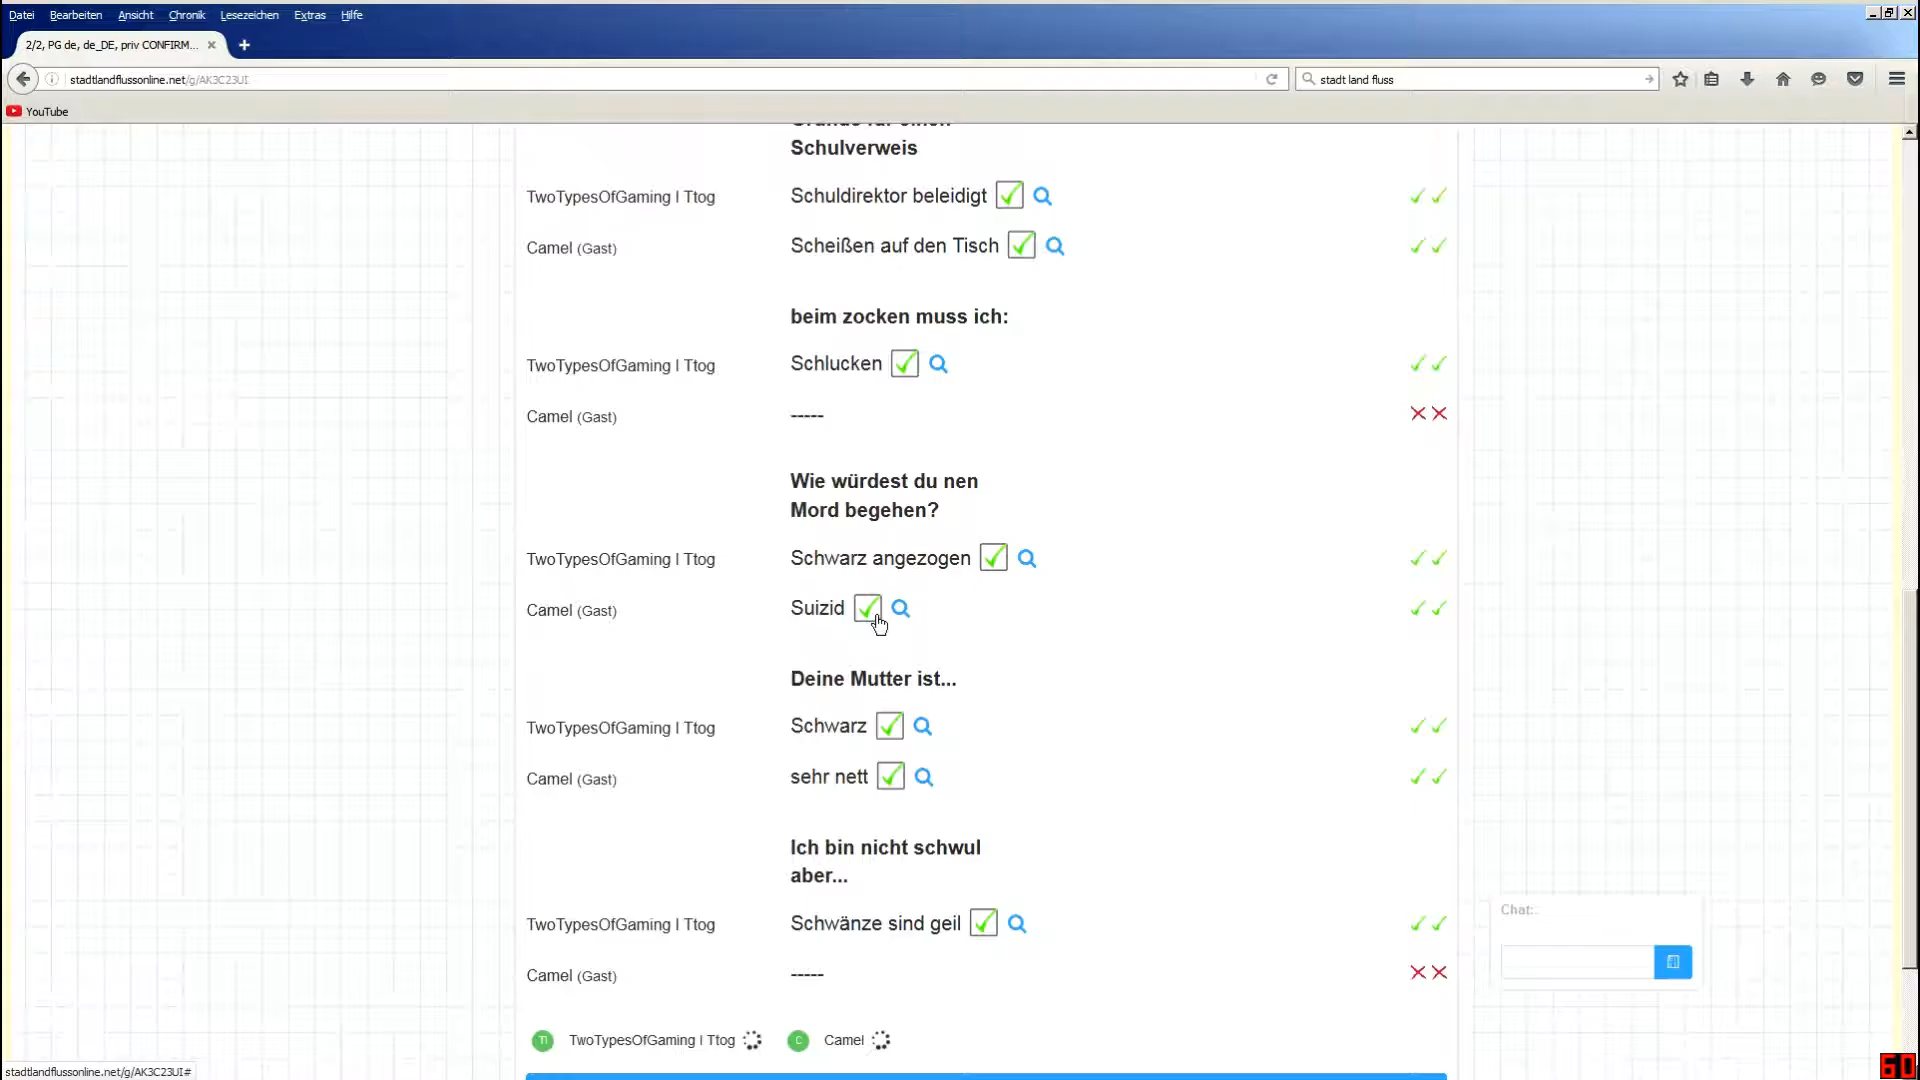 Datei Bearbeiten Ansicht Chronik Lesezeichen Extras Hilfe
2/2, PG de, de_DE, priv CONFIRM...
stadtlandflussonline.net/g/AK3C23UI
stadt land fluss
YouTube
Gründe für einen
Schulverweis
TwoTypesOfGaming I Ttog
Schuldirektor beleidigt
Camel (Gast)
Scheißen auf den Tisch
beim zocken muss ich:
TwoTypesOfGaming I Ttog
Schlucken
Camel (Gast)
-----
Wie würdest du nen
Mord begehen?
TwoTypesOfGaming I Ttog
Schwarz angezogen
Camel (Gast)
Suizid
Deine Mutter ist...
TwoTypesOfGaming I Ttog
Schwarz
Camel (Gast)
sehr nett
Ich bin nicht schwul
aber...
TwoTypesOfGaming I Ttog
Schwänze sind geil
Camel (Gast)
-----
Chat:
TI TwoTypesOfGaming I Ttog
C Camel
stadtlandflussonline.net/g/AK3C23UI#
60